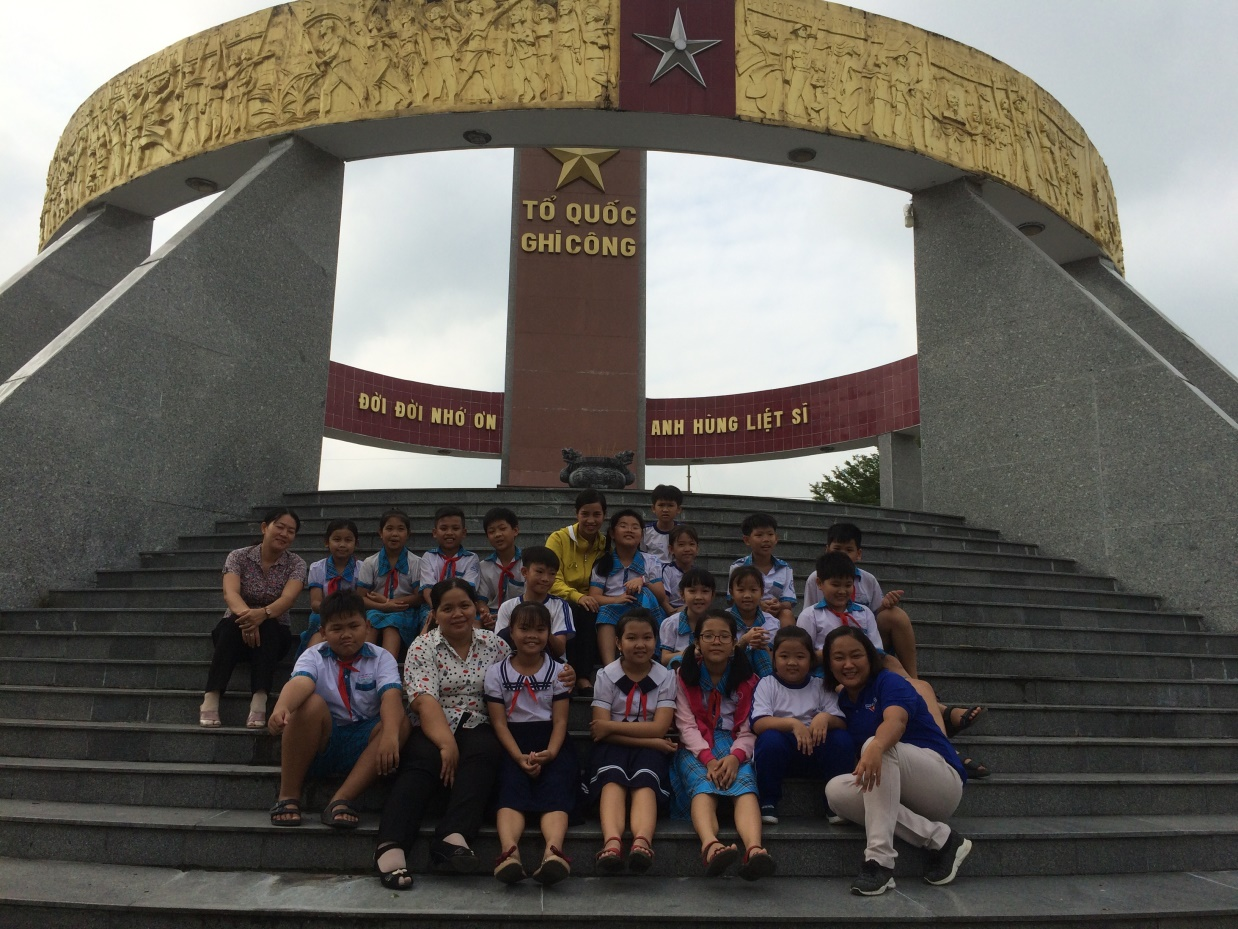 TỔ QUỐC
GHI CÔNG
ĐỜI ĐỜI NHỚ ƠN
ANH HÙNG LIỆT SĨ